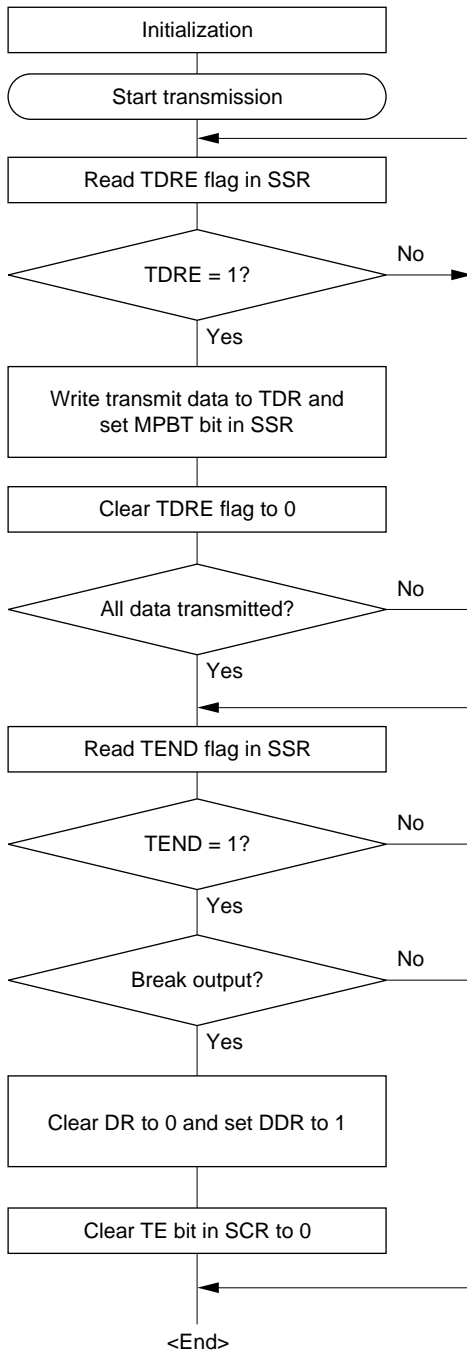 Initialization
Start transmission
Read TDRE flag in SSR
TDRE = 1?
No
Yes
Write transmit data to TDR and
set MPBT bit in SSR
Clear TDRE flag to 0
All data transmitted?
No
Yes
Read TEND flag in SSR
TEND = 1?
No
Yes
Break output?
No
Yes
Clear DR to 0 and set DDR to 1
Clear TE bit in SCR to 0
<End>